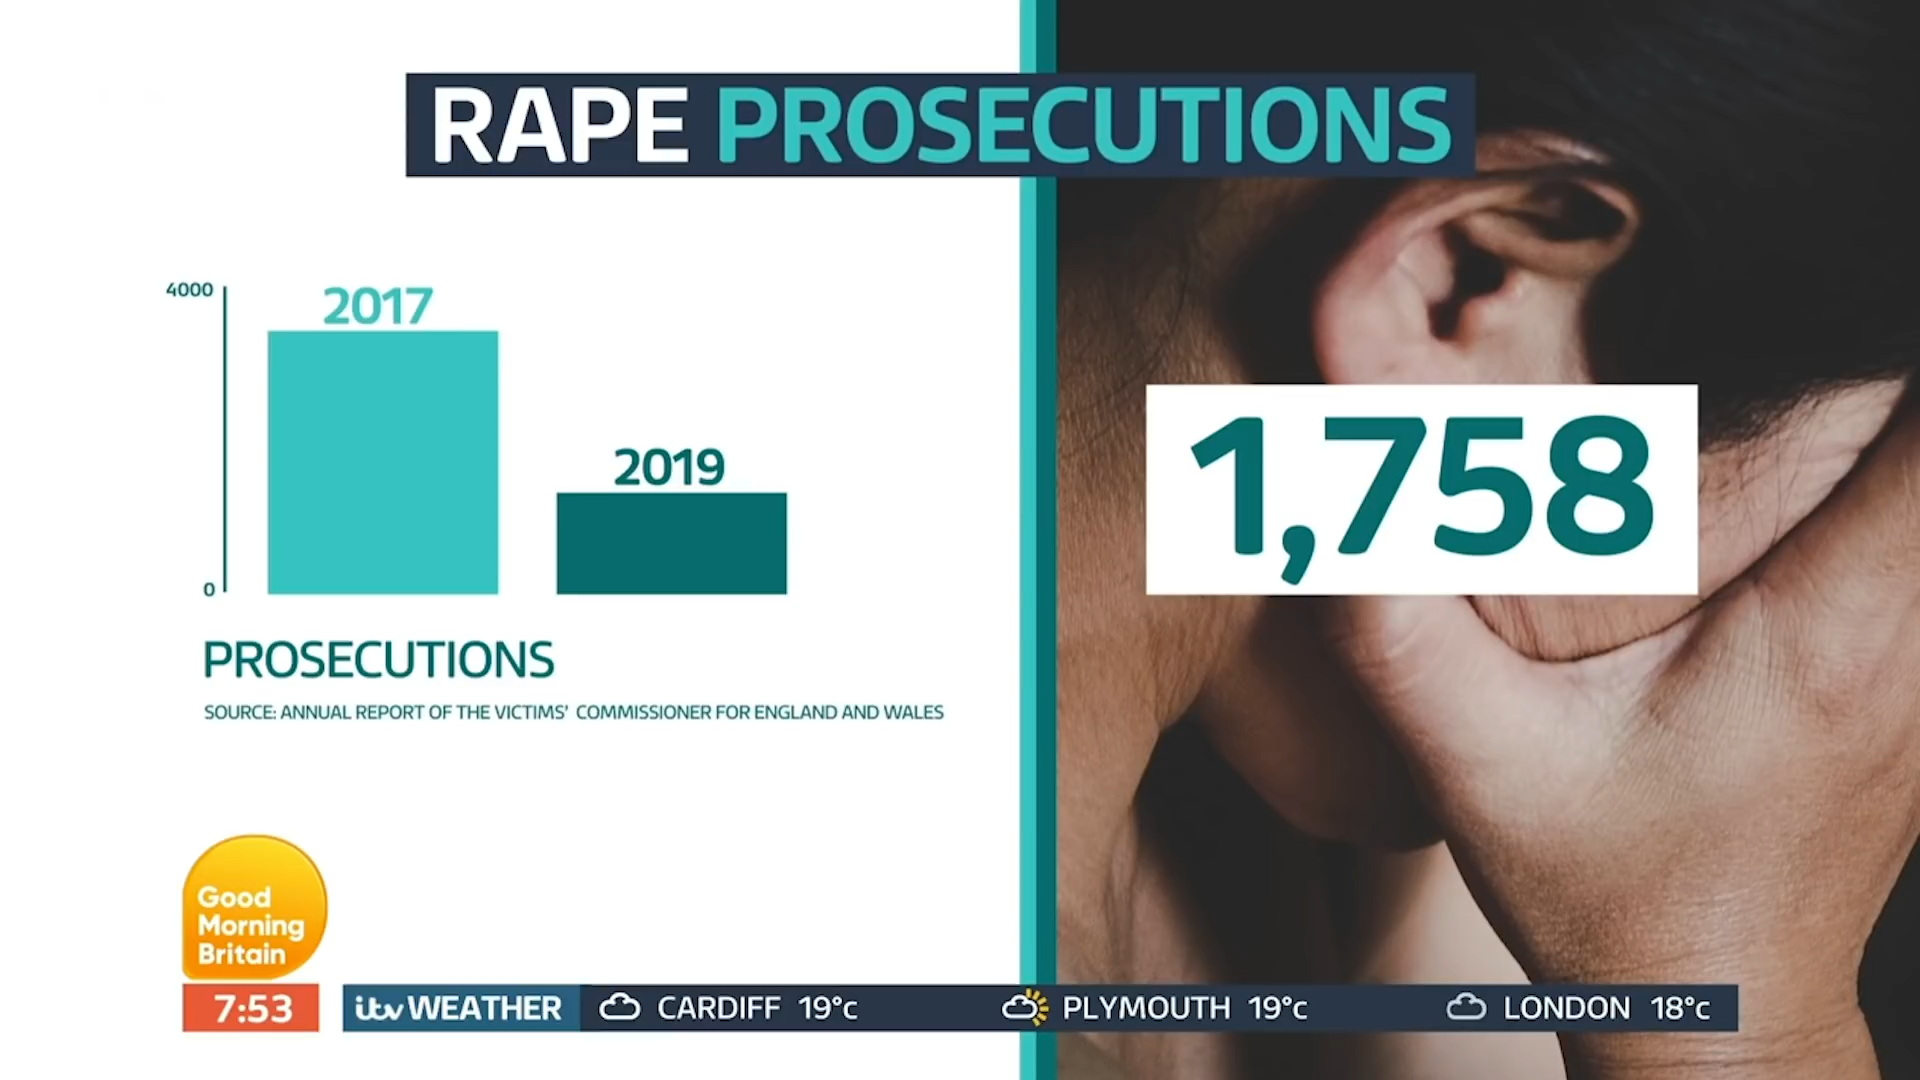 RAPE PROSECUTIONS
4000
2017
2019
0
PROSECUTIONS
SOURCE: ANNUAL REPORT OF THE VICTIMS' COMMISSIONER FOR ENGLAND AND WALES
1,758
Good
Morning
Britain
7:53
itv WEATHER CARDIFF 19°c PLYMOUTH 19°c LONDON 18°c